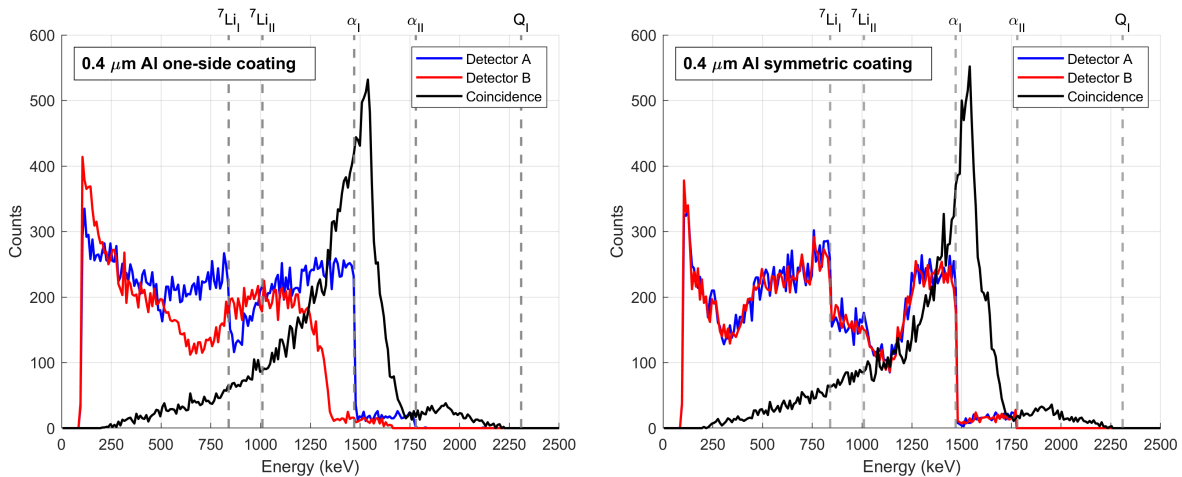 ⁷Li_I ⁷Li_II α_I α_II Q_I
600
500
400
300
200
100
0
Counts
0.4 μm Al one-side coating
Detector A
Detector B
Coincidence
0 250 500 750 1000 1250 1500 1750 2000 2250 2500
Energy (keV)
⁷Li_I ⁷Li_II α_I α_II Q_I
600
500
400
300
200
100
0
Counts
0.4 μm Al symmetric coating
Detector A
Detector B
Coincidence
0 250 500 750 1000 1250 1500 1750 2000 2250 2500
Energy (keV)